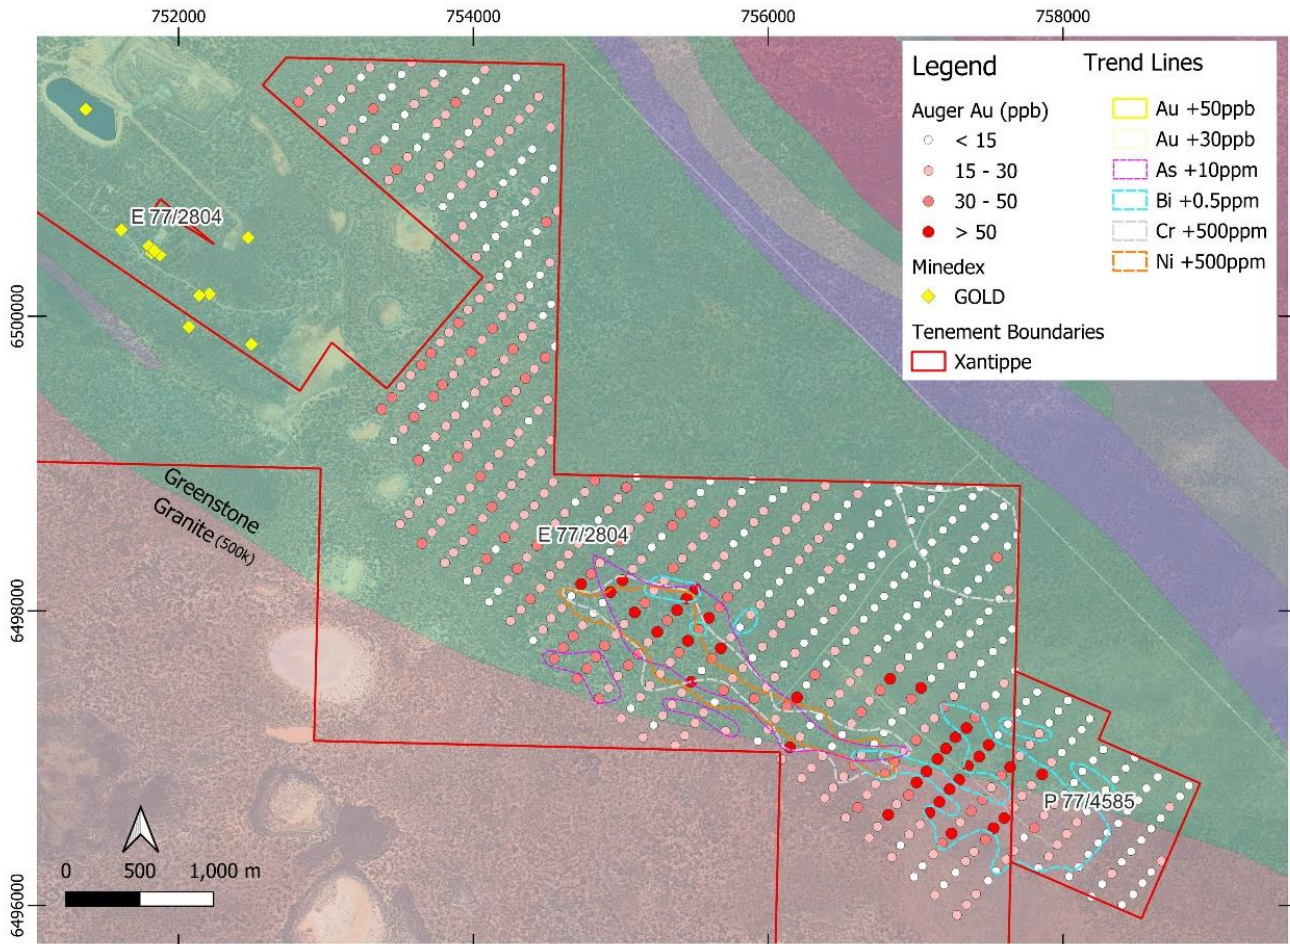 752000
754000
756000
758000
Legend
Auger Au (ppb)
< 15
15 - 30
30 - 50
> 50
Minedex
GOLD
Tenement Boundaries
Xantippe
Trend Lines
Au +50ppb
Au +30ppb
As +10ppm
Bi +0.5ppm
Cr +500ppm
Ni +500ppm
E 77/2804
6500000
Greenstone
Granite (500k)
E 77/2804
6498000
P 77/4585
0 500 1,000 m
6496000